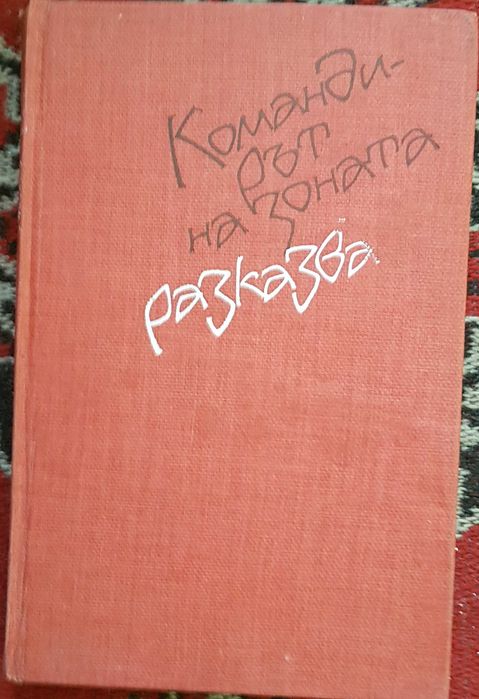 Команди-
рът
на зоната
разказва